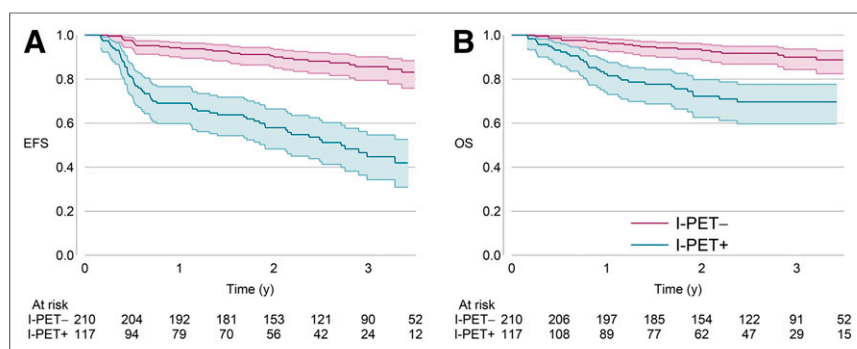 A
1.0
0.8
0.6
EFS
0.4
0.2
0.0
0 1 2 3
Time (y)
At risk
I-PET− 210 204 192 181 153 121 90 52
I-PET+ 117 94 79 70 56 42 24 12
B
1.0
0.8
0.6
OS
0.4
0.2
0.0
I-PET−
I-PET+
0 1 2 3
Time (y)
At risk
I-PET− 210 206 197 185 154 122 91 52
I-PET+ 117 108 89 77 62 47 29 15